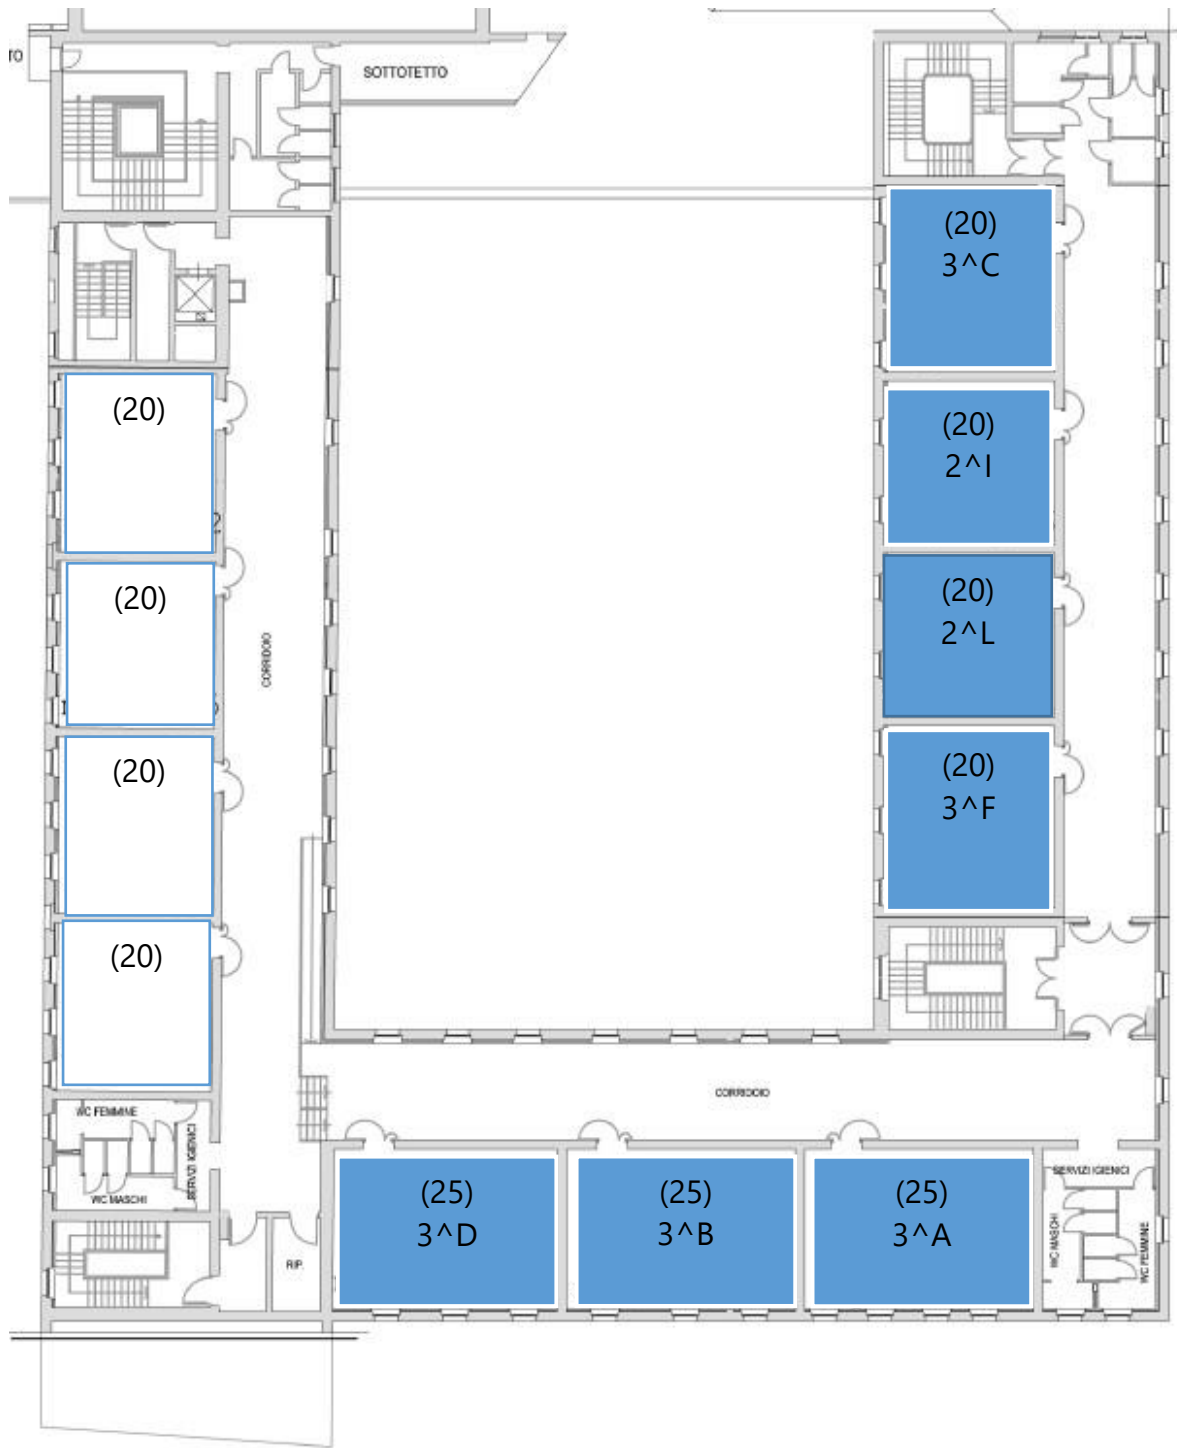 TO
SOTTOTETTO
(20)
3^C
(20)
2^I
(20)
2^L
(20)
3^F
(20)
(20)
(20)
(20)
CORRIDOIO
CORRIDOIO
WC FEMMINE
SERVIZI IGIENICI
WC MASCHI
RIP.
(25)
3^D
(25)
3^B
(25)
3^A
SERVIZI IGIENICI
WC MASCHI
WC FEMMINE